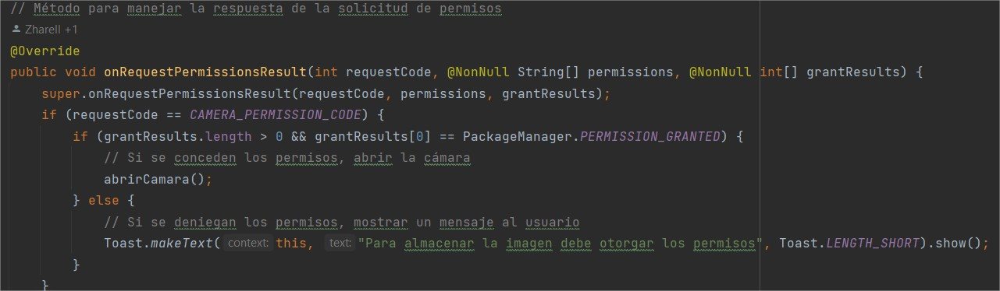 // Método para manejar la respuesta de la solicitud de permisos
Zharell +1
@Override
public void onRequestPermissionsResult(int requestCode, @NonNull String[] permissions, @NonNull int[] grantResults) {
super.onRequestPermissionsResult(requestCode, permissions, grantResults);
if (requestCode == CAMERA_PERMISSION_CODE) {
if (grantResults.length > 0 && grantResults[0] == PackageManager.PERMISSION_GRANTED) {
// Si se conceden los permisos, abrir la cámara
abrirCamara();
} else {
// Si se deniegan los permisos, mostrar un mensaje al usuario
Toast.makeText( context: this, text: "Para almacenar la imagen debe otorgar los permisos", Toast.LENGTH_SHORT).show();
}
}